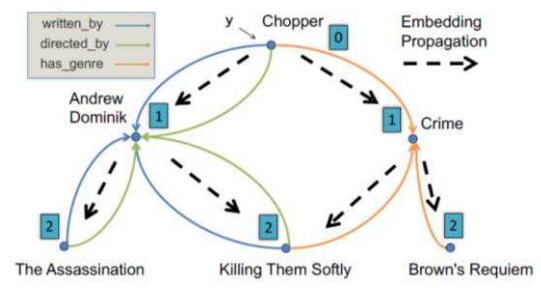 written_by
directed_by
has_genre
y
Chopper
0
Embedding
Propagation
Andrew
Dominik
1
1
Crime
2
2
2
The Assassination
Killing Them Softly
Brown's Requiem